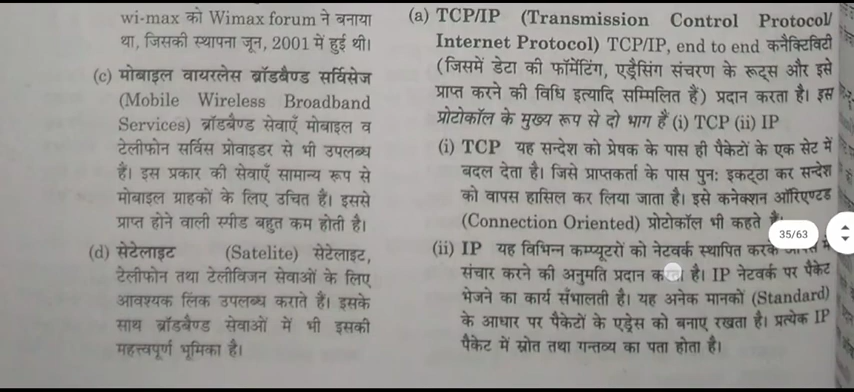 wi-max को Wimax forum ने बनाया
था, जिसकी स्थापना जून, 2001 में हुई थी।
(c) मोबाइल वायरलेस ब्रॉडबैण्ड सर्विसेज
(Mobile Wireless Broadband
Services) ब्रॉडबैण्ड सेवाएँ मोबाइल व
टेलीफोन सर्विस प्रोवाइडर से भी उपलब्ध
हैं। इस प्रकार की सेवाएँ सामान्य रूप से
मोबाइल ग्राहकों के लिए उचित हैं। इससे
प्राप्त होने वाली स्पीड बहुत कम होती है।
(d) सेटेलाइट (Satelite) सेटेलाइट,
टेलीफोन तथा टेलीविजन सेवाओं के लिए
आवश्यक लिंक उपलब्ध कराते हैं। इसके
साथ ब्रॉडबैण्ड सेवाओं में भी इसकी
महत्त्वपूर्ण भूमिका है।
(a) TCP/IP (Transmission Control Protocol/
Internet Protocol) TCP/IP, end to end कनैक्टिविटी
(जिसमें डेटा की फॉर्मेटिंग, एड्रैसिंग संचरण के रूट्स और इसे
प्राप्त करने की विधि इत्यादि सम्मिलित हैं) प्रदान करता है। इस
प्रोटोकॉल के मुख्य रूप से दो भाग हैं (i) TCP (ii) IP
(i) TCP यह सन्देश को प्रेषक के पास ही पैकेटों के एक सेट में
बदल देता है। जिसे प्राप्तकर्ता के पास पुन: इकट्ठा कर सन्देश
को वापस हासिल कर लिया जाता है। इसे कनेक्शन ऑरिएण्टड
(Connection Oriented) प्रोटोकॉल भी कहते
35/63
(ii) IP यह विभिन्न कम्प्यूटरों को नेटवर्क स्थापित करके में
संचार करने की अनुमति प्रदान है। IP नेटवर्क पर पैकेट
भेजने का कार्य सँभालती है। यह अनेक मानकों (Standard)
के आधार पर पैकेटों के एड्रेस को बनाए रखता है। प्रत्येक IP
पैकेट में स्रोत तथा गन्तव्य का पता होता है।